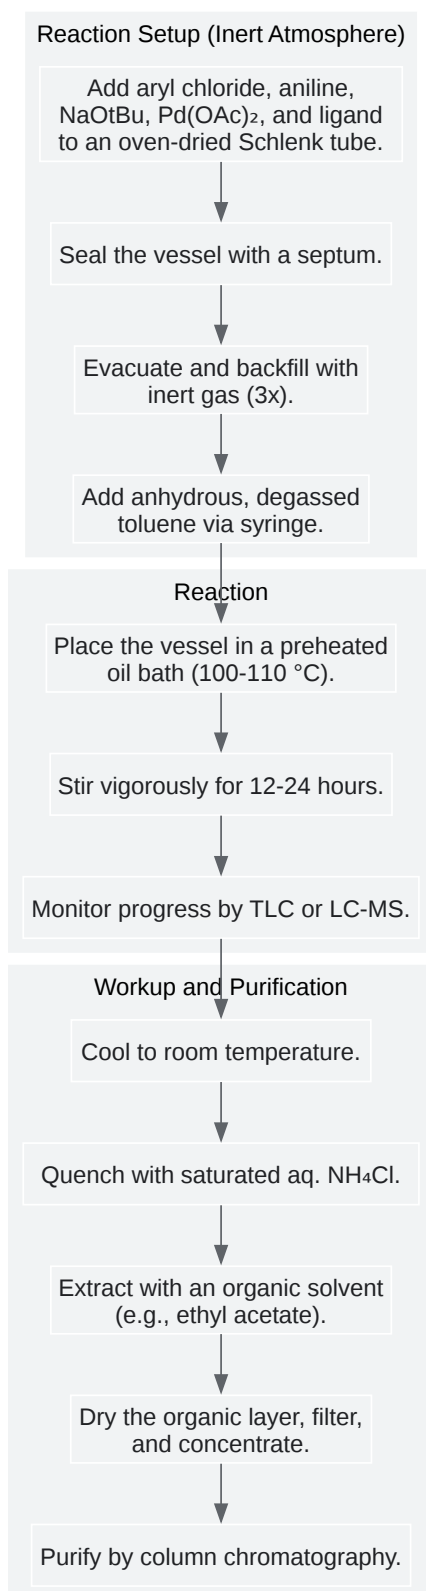 Reaction Setup (Inert Atmosphere)
Add aryl chloride, aniline,
NaOtBu, Pd(OAc)₂, and ligand
to an oven-dried Schlenk tube.
Seal the vessel with a septum.
Evacuate and backfill with
inert gas (3x).
Add anhydrous, degassed
toluene via syringe.
Reaction
Place the vessel in a preheated
oil bath (100-110 °C).
Stir vigorously for 12-24 hours.
Monitor progress by TLC or LC-MS.
Workup and Purification
Cool to room temperature.
Quench with saturated aq. NH₄Cl.
Extract with an organic solvent
(e.g., ethyl acetate).
Dry the organic layer, filter,
and concentrate.
Purify by column chromatography.